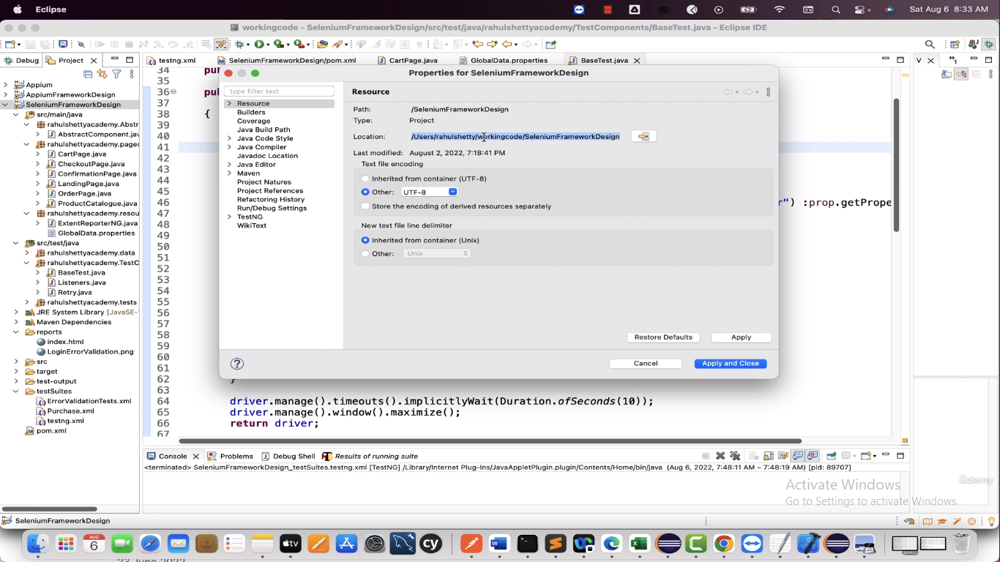 Eclipse
Sat Aug 6 8:33 AM
workingcode - SeleniumFrameworkDesign/src/test/java/rahulshettyacademy/TestComponents/BaseTest.java - Eclipse IDE
Debug
Project
testng.xml
SeleniumFrameworkDesign/pom.xml
CartPage.java
GlobalData.properties
BaseTest.java
Appium
AppiumFrameworkDesign
SeleniumFrameworkDesign
src/main/java
rahulshettyacademy.Abstr
AbstractComponent.jav
rahulshettyacademy.pagec
CartPage.java
CheckoutPage.java
ConfirmationPage.java
LandingPage.java
OrderPage.java
ProductCatalogue.java
rahulshettyacademy.resou
ExtentReporterNG.java
GlobalData.properties
src/test/java
rahulshettyacademy.data
rahulshettyacademy.TestC
BaseTest.java
Listeners.java
Retry.java
rahulshettyacademy.tests
JRE System Library [JavaSE-
Maven Dependencies
reports
index.html
LoginErrorValidation.png
src
target
test-output
testSuites
ErrorValidationTests.xml
Purchase.xml
testng.xml
pom.xml
34
35
36
37
38 {
39
40
41
42
43
44
45
46 r") :prop.getPrope
47
48
49
50
51
52
53
54
55
56
57
58
59
60
61
62 }
63
64 driver.manage().timeouts().implicitlyWait(Duration.ofSeconds(10));
65 driver.manage().window().maximize();
66 return driver;
67
Properties for SeleniumFrameworkDesign
type filter text
Resource
Builders
Coverage
Java Build Path
Java Code Style
Java Compiler
Javadoc Location
Java Editor
Maven
Project Natures
Project References
Refactoring History
Run/Debug Settings
TestNG
WikiText
Resource
Path: /SeleniumFrameworkDesign
Type: Project
Location: /Users/rahulshetty/workingcode/SeleniumFrameworkDesign
Last modified: August 2, 2022, 7:18:41 PM
Text file encoding
Inherited from container (UTF-8)
Other: UTF-8
Store the encoding of derived resources separately
New text file line delimiter
Inherited from container (Unix)
Other: Unix
Restore Defaults
Apply
Cancel
Apply and Close
Console
Problems
Debug Shell
Results of running suite
<terminated> SeleniumFrameworkDesign_testSuites.testng.xml [TestNG] /Library/Internet Plug-Ins/JavaAppletPlugin.plugin/Contents/Home/bin/java (Aug 6, 2022, 7:48:11 AM – 7:48:19 AM) [pid: 89707]
Activate Windows
Go to Settings to activate Windows.
ûdemy
SeleniumFrameworkDesign
AUG
6
cy
23 June 2022